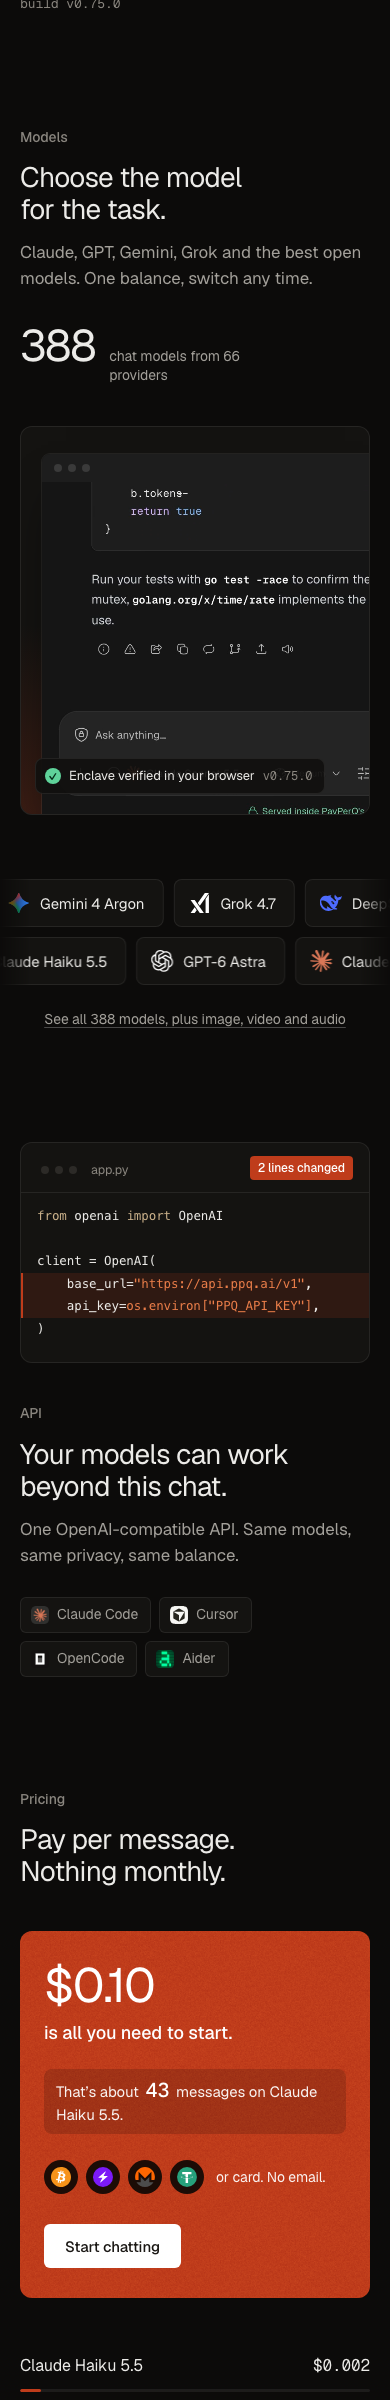 build v0.75.0
Models
Choose the model
for the task.
Claude, GPT, Gemini, Grok and the best open
models. One balance, switch any time.
388 chat models from 66
providers
b.tokens-
return true
}
Run your tests with go test -race to confirm the
mutex, golang.org/x/time/rate implements the
use.
Ask anything...
Enclave verified in your browser v0.75.0
Served inside PayPerQ's
Gemini 4 Argon Grok 4.7 Deep
laude Haiku 5.5 GPT-6 Astra Claude
See all 388 models, plus image, video and audio
app.py 2 lines changed
from openai import OpenAI
client = OpenAI(
base_url="https://api.ppq.ai/v1",
api_key=os.environ["PPQ_API_KEY"],
)
API
Your models can work
beyond this chat.
One OpenAI-compatible API. Same models,
same privacy, same balance.
Claude Code Cursor
OpenCode Aider
Pricing
Pay per message.
Nothing monthly.
$0.10
is all you need to start.
That's about 43 messages on Claude
Haiku 5.5.
or card. No email.
Start chatting
Claude Haiku 5.5 $0.002